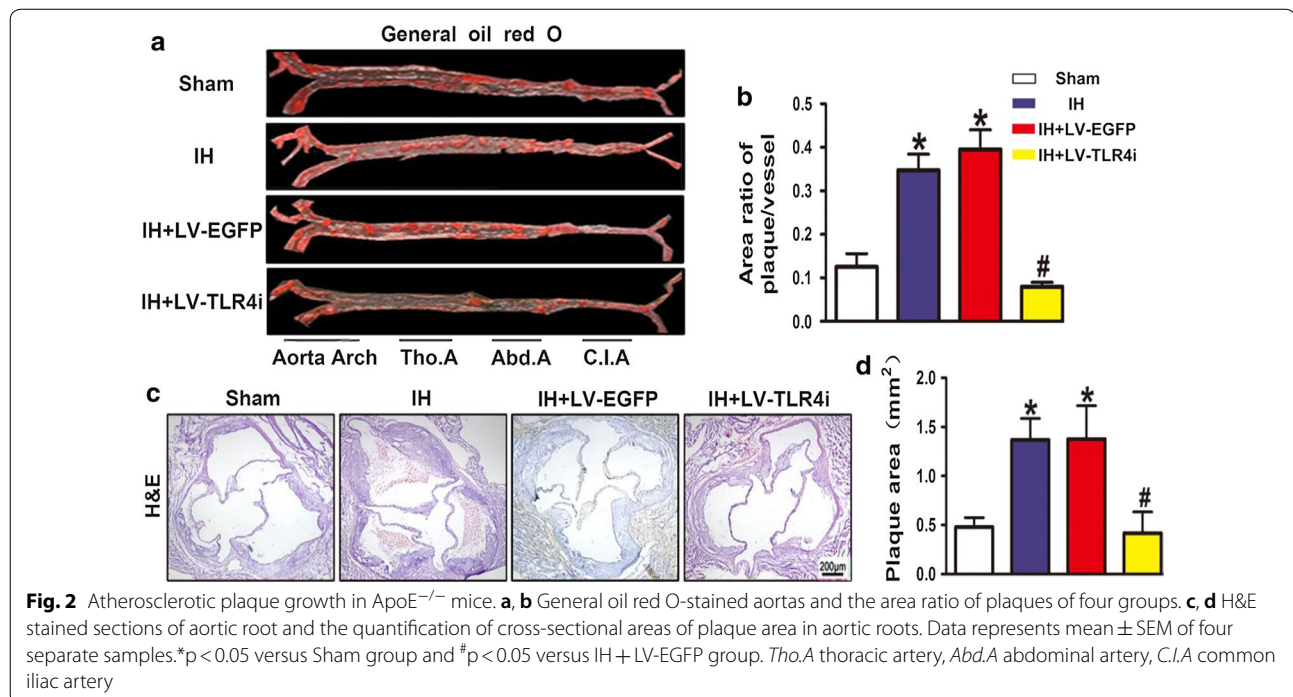 a
General oil red O
Sham
IH
IH+LV-EGFP
IH+LV-TLR4i
Aorta Arch Tho.A Abd.A C.I.A
b
Sham
IH
IH+LV-EGFP
IH+LV-TLR4i
Area ratio of
plaque/vessel
0.5
0.4
0.3
0.2
0.1
0.0
*
*
#
c
Sham IH IH+LV-EGFP IH+LV-TLR4i
H&E
200µm
d
Plaque area (mm²)
2.0
1.5
1.0
0.5
0.0
*
*
#
Fig. 2 Atherosclerotic plaque growth in ApoE⁻/⁻ mice. a, b General oil red O-stained aortas and the area ratio of plaques of four groups. c, d H&E
stained sections of aortic root and the quantification of cross-sectional areas of plaque area in aortic roots. Data represents mean ± SEM of four
separate samples.*p < 0.05 versus Sham group and #p < 0.05 versus IH + LV-EGFP group. Tho.A thoracic artery, Abd.A abdominal artery, C.I.A common
iliac artery